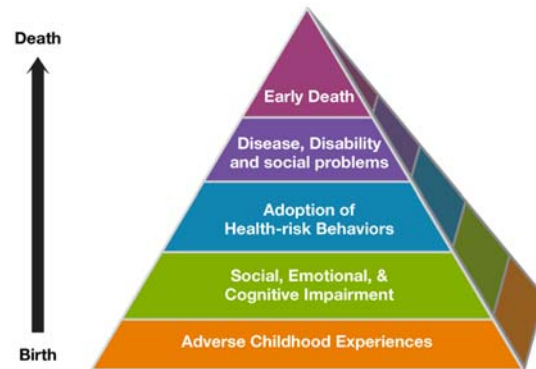 Death
Early Death
Disease, Disability
and social problems
Adoption of
Health-risk Behaviors
Social, Emotional, &
Cognitive Impairment
Adverse Childhood Experiences
Birth